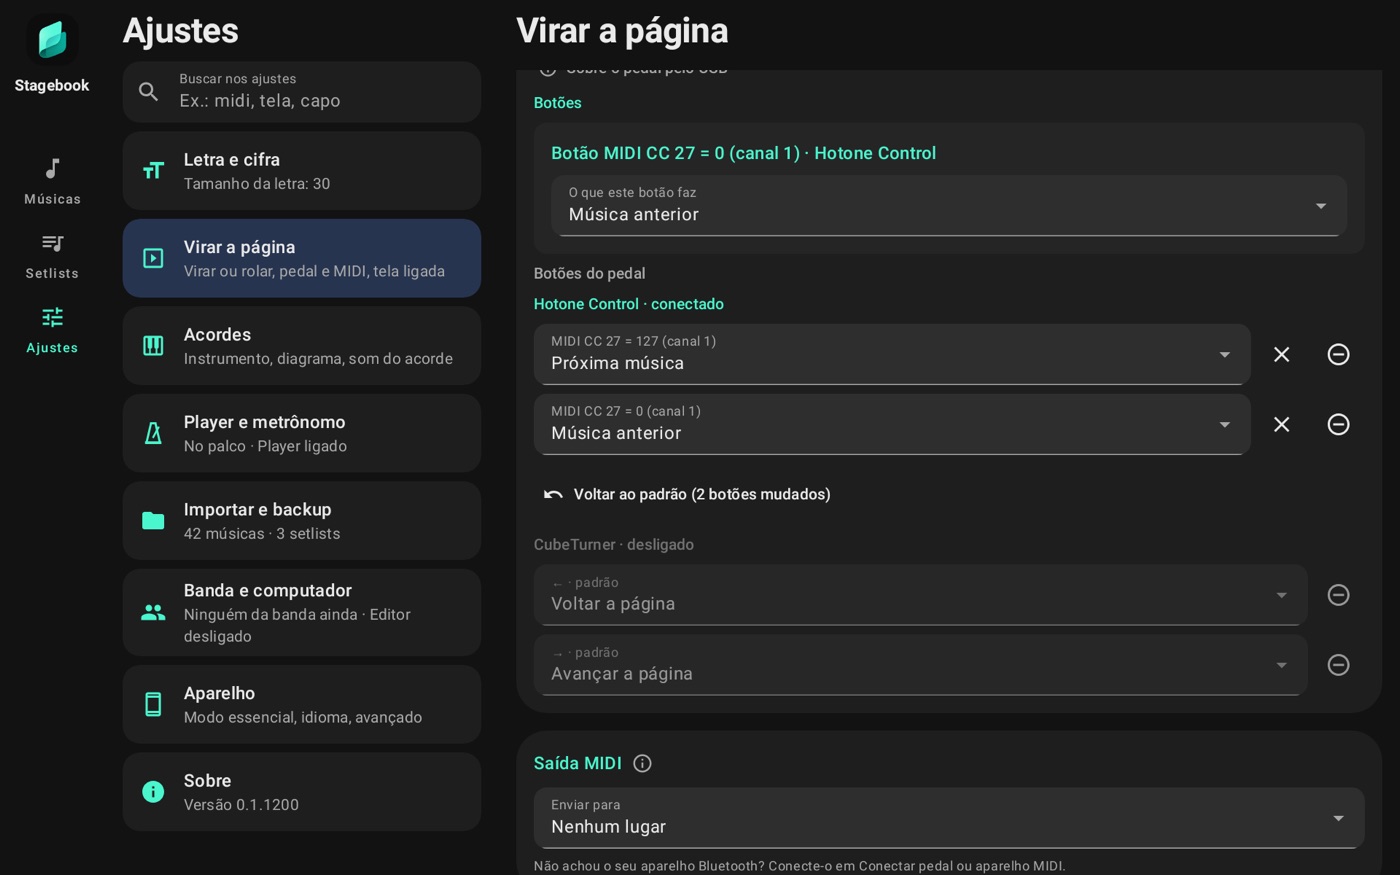 Stagebook
Músicas
Setlists
Ajustes
Ajustes
Buscar nos ajustes
Ex.: midi, tela, capo
Letra e cifra
Tamanho da letra: 30
Virar a página
Virar ou rolar, pedal e MIDI, tela ligada
Acordes
Instrumento, diagrama, som do acorde
Player e metrônomo
No palco · Player ligado
Importar e backup
42 músicas · 3 setlists
Banda e computador
Ninguém da banda ainda · Editor
desligado
Aparelho
Modo essencial, idioma, avançado
Sobre
Versão 0.1.1200
Virar a página
Sobre o pedal pelo USB
Botões
Botão MIDI CC 27 = 0 (canal 1) · Hotone Control
O que este botão faz
Música anterior
Botões do pedal
Hotone Control · conectado
MIDI CC 27 = 127 (canal 1)
Próxima música
MIDI CC 27 = 0 (canal 1)
Música anterior
Voltar ao padrão (2 botões mudados)
CubeTurner · desligado
← · padrão
Voltar a página
→ · padrão
Avançar a página
Saída MIDI
Enviar para
Nenhum lugar
Não achou o seu aparelho Bluetooth? Conecte-o em Conectar pedal ou aparelho MIDI.